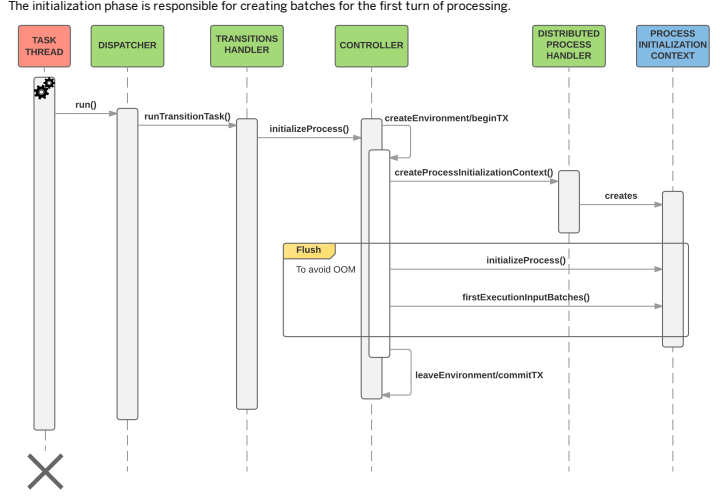 The initialization phase is responsible for creating batches for the first turn of processing.
TASK
THREAD
DISPATCHER
TRANSITIONS
HANDLER
CONTROLLER
DISTRIBUTED
PROCESS
HANDLER
PROCESS
INITIALIZATION
CONTEXT
run()
runTransitionTask()
initializeProcess()
createEnvironment/beginTX
createProcessInitializationContext()
creates
Flush
To avoid OOM
initializeProcess()
firstExecutionInputBatches()
leaveEnvironment/commitTX